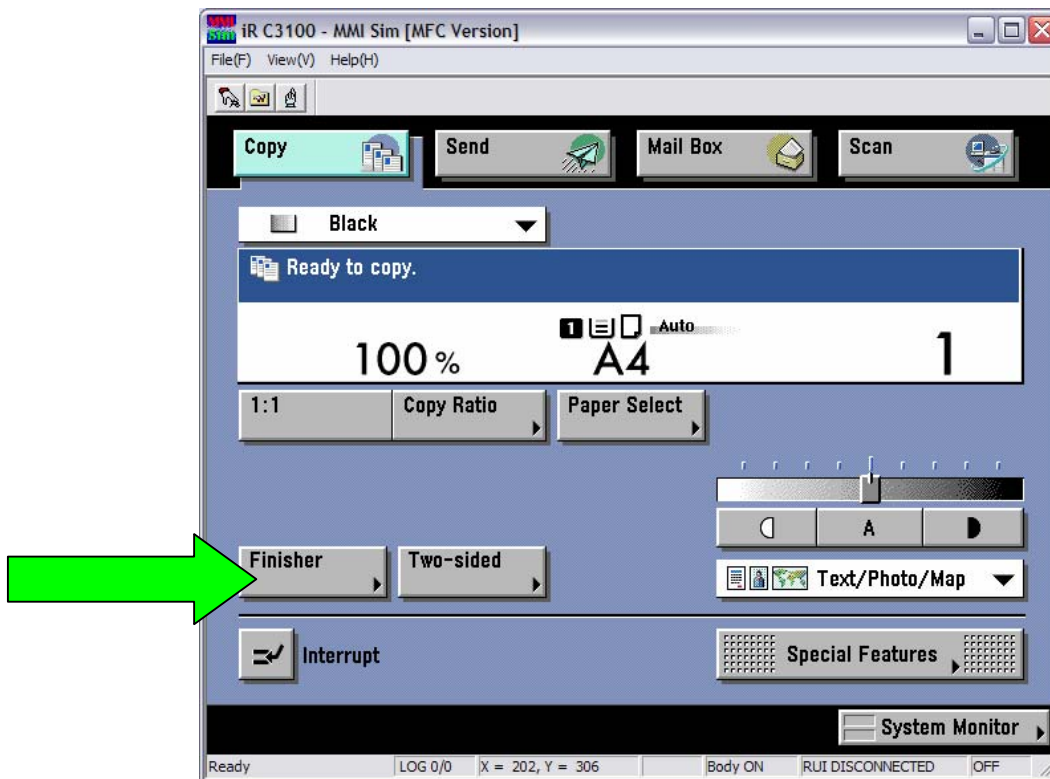 iR C3100 - MMI Sim [MFC Version]
File(F) View(V) Help(H)
Copy Send Mail Box Scan
Black
Ready to copy.
1 Auto
100 % A4 1
1:1 Copy Ratio Paper Select
A
Finisher Two-sided
Text/Photo/Map
Interrupt
Special Features
System Monitor
Ready LOG 0/0 X = 202, Y = 306 Body ON RUI DISCONNECTED OFF